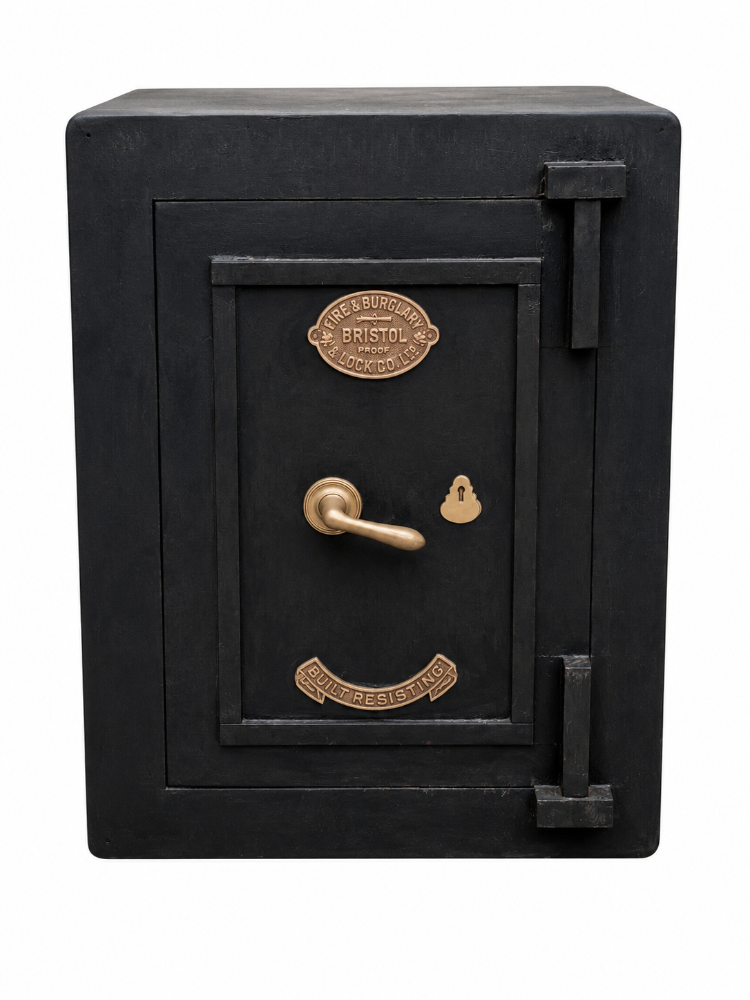 FIRE & BURGLARY
BRISTOL
PROOF
& LOCK CO. LTD
BUILT RESISTING